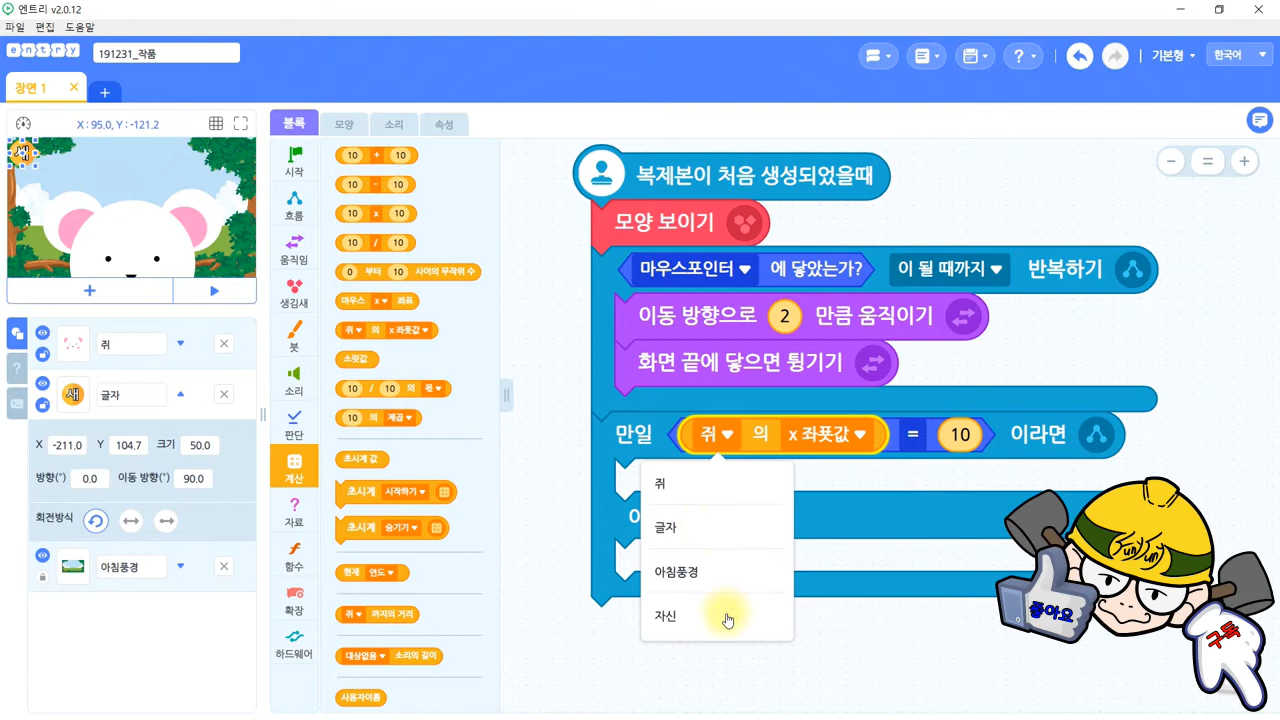 엔트리 v2.0.12
파일 편집 도움말
entry
191231_작품
기본형
한국어
장면 1
X : 95.0, Y : -121.2
블록
모양
소리
속성
새
쥐
글자
X -211.0 Y 104.7 크기 50.0
방향(°) 0.0 이동 방향(°) 90.0
회전방식
아침풍경
시작
흐름
움직임
생김새
붓
소리
판단
계산
자료
함수
확장
하드웨어
10 + 10
10 - 10
10 x 10
10 / 10
0 부터 10 사이의 무작위 수
마우스 x 좌표
쥐 의 x 좌푯값
소릿값
10 / 10 의 몫
10 의 제곱
초시계 값
초시계 시작하기
초시계 숨기기
현재 연도
쥐 까지의 거리
대상없음 소리의 길이
사용자이름
복제본이 처음 생성되었을때
모양 보이기
마우스포인터 에 닿았는가? 이 될 때까지 반복하기
이동 방향으로 2 만큼 움직이기
화면 끝에 닿으면 튕기기
만일 쥐 의 x 좌푯값 = 10 이라면
쥐
글자
아침풍경
자신
FunyFuny
좋아요
구독